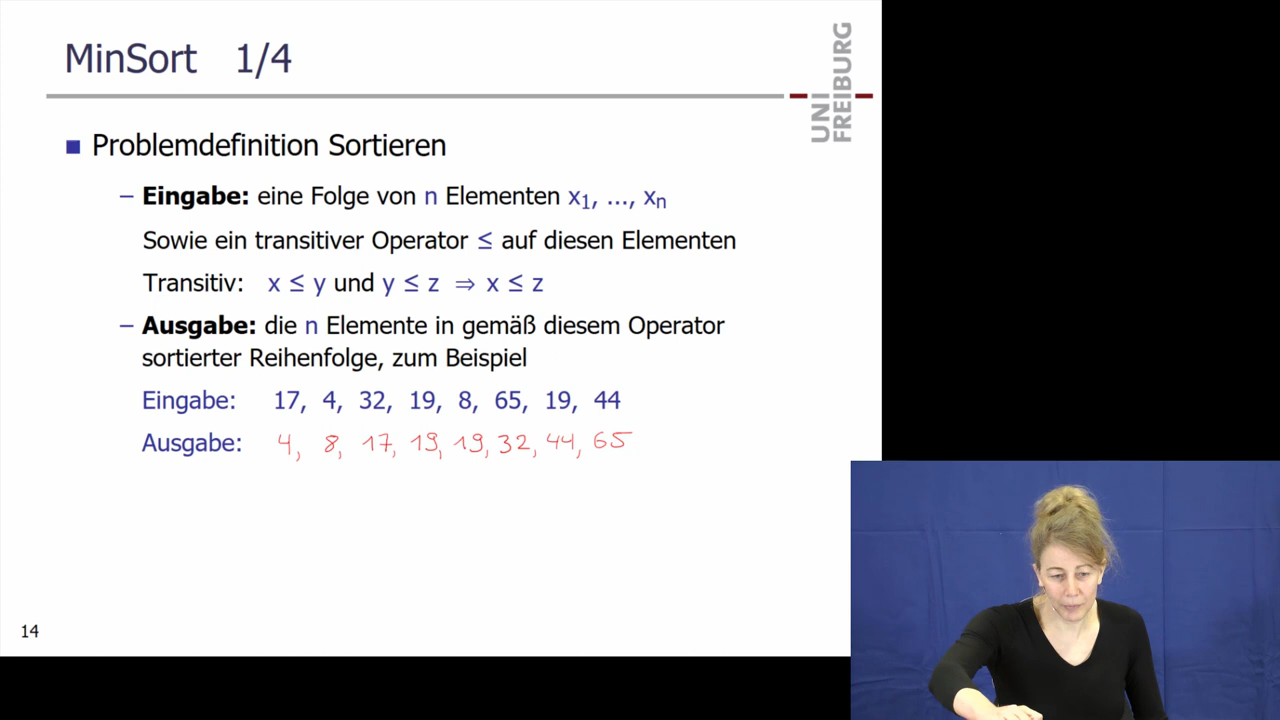 MinSort 1/4
UNI
FREIBURG
Problemdefinition Sortieren
– Eingabe: eine Folge von n Elementen x1, ..., xn
Sowie ein transitiver Operator ≤ auf diesen Elementen
Transitiv: x ≤ y und y ≤ z ⇒ x ≤ z
– Ausgabe: die n Elemente in gemäß diesem Operator
sortierter Reihenfolge, zum Beispiel
Eingabe: 17, 4, 32, 19, 8, 65, 19, 44
Ausgabe: 4, 8, 17, 19, 19, 32, 44, 65
14